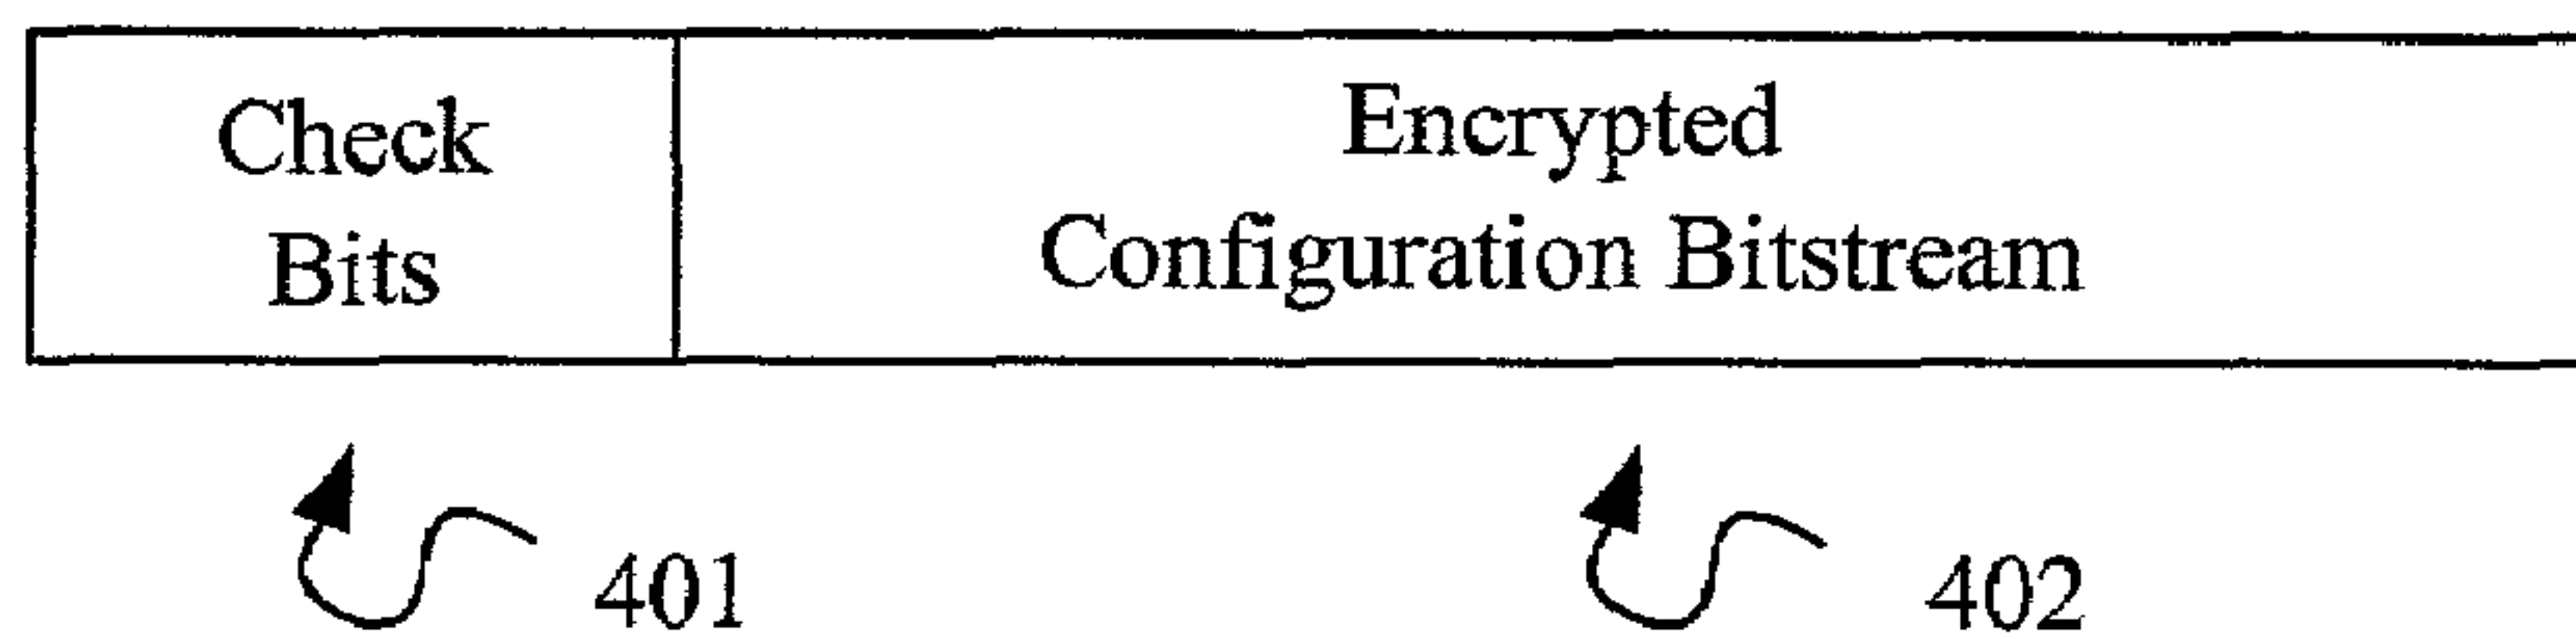 Check
Bits
Encrypted
Configuration Bitstream
401
402